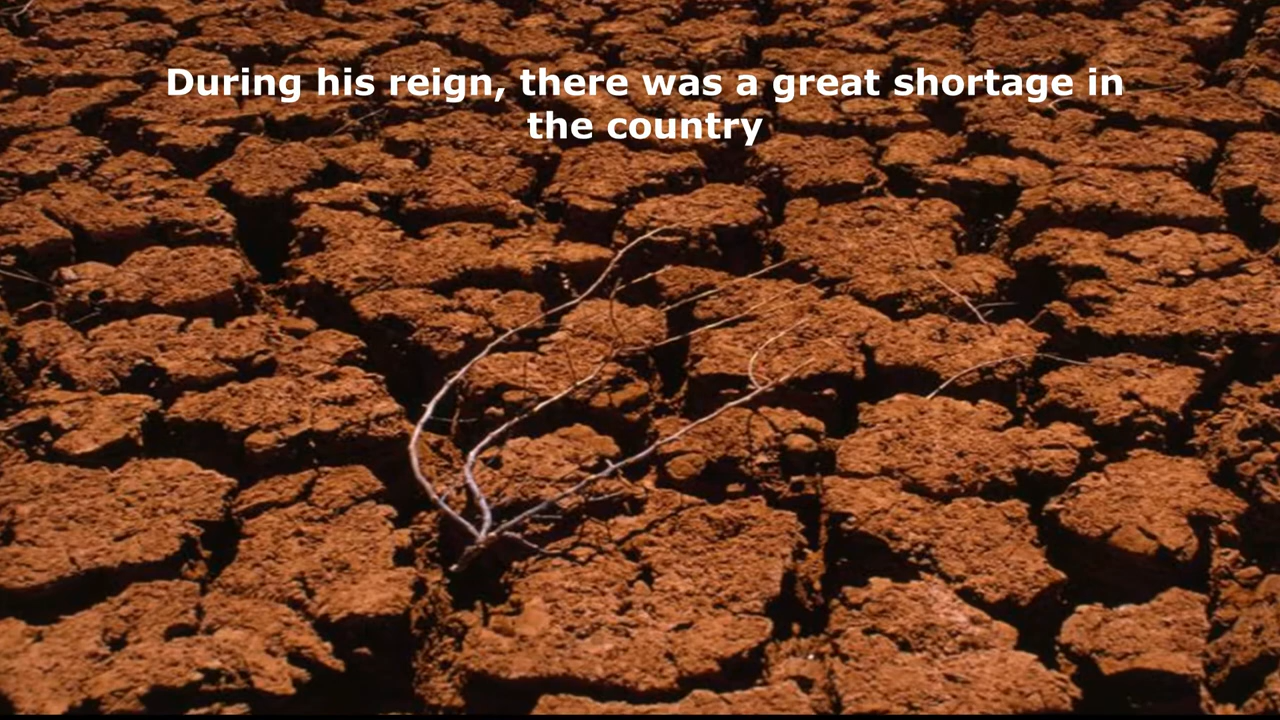 During his reign, there was a great shortage in
the country